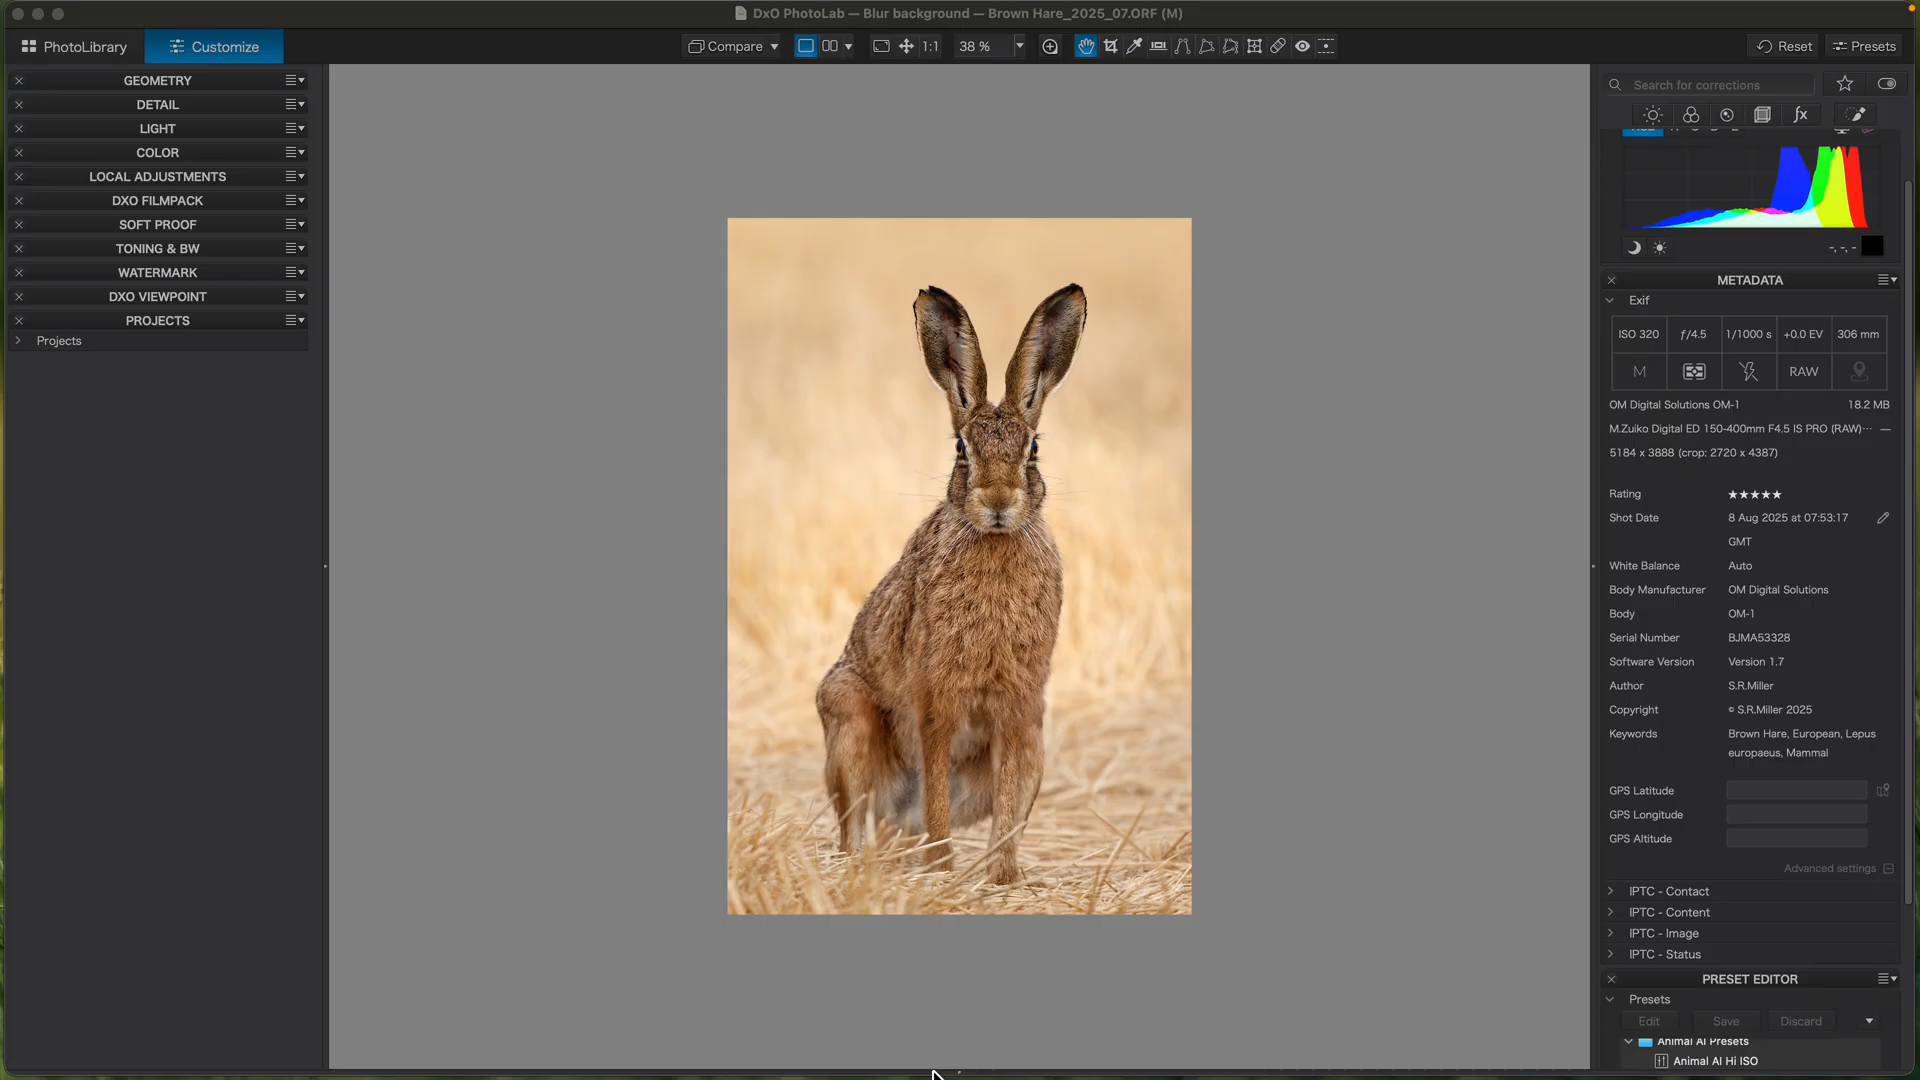 DxO PhotoLab — Blur background — Brown Hare_2025_07.ORF (M)
PhotoLibrary
Customize
Compare
1:1
38 %
Reset
Presets
GEOMETRY
DETAIL
LIGHT
COLOR
LOCAL ADJUSTMENTS
DXO FILMPACK
SOFT PROOF
TONING & BW
WATERMARK
DXO VIEWPOINT
PROJECTS
Projects
Search for corrections
fx
-, -, -
METADATA
Exif
ISO 320 ƒ/4.5 1/1000 s +0.0 EV 306 mm
M RAW
OM Digital Solutions OM-1 18.2 MB
M.Zuiko Digital ED 150-400mm F4.5 IS PRO (RAW)··· —
5184 x 3888 (crop: 2720 x 4387)
Rating ★★★★★
Shot Date 8 Aug 2025 at 07:53:17
GMT
White Balance Auto
Body Manufacturer OM Digital Solutions
Body OM-1
Serial Number BJMA53328
Software Version Version 1.7
Author S.R.Miller
Copyright © S.R.Miller 2025
Keywords Brown Hare, European, Lepus
europaeus, Mammal
GPS Latitude
GPS Longitude
GPS Altitude
Advanced settings
IPTC - Contact
IPTC - Content
IPTC - Image
IPTC - Status
PRESET EDITOR
Presets
Edit Save Discard
Animal AI Presets
Animal AI Hi ISO